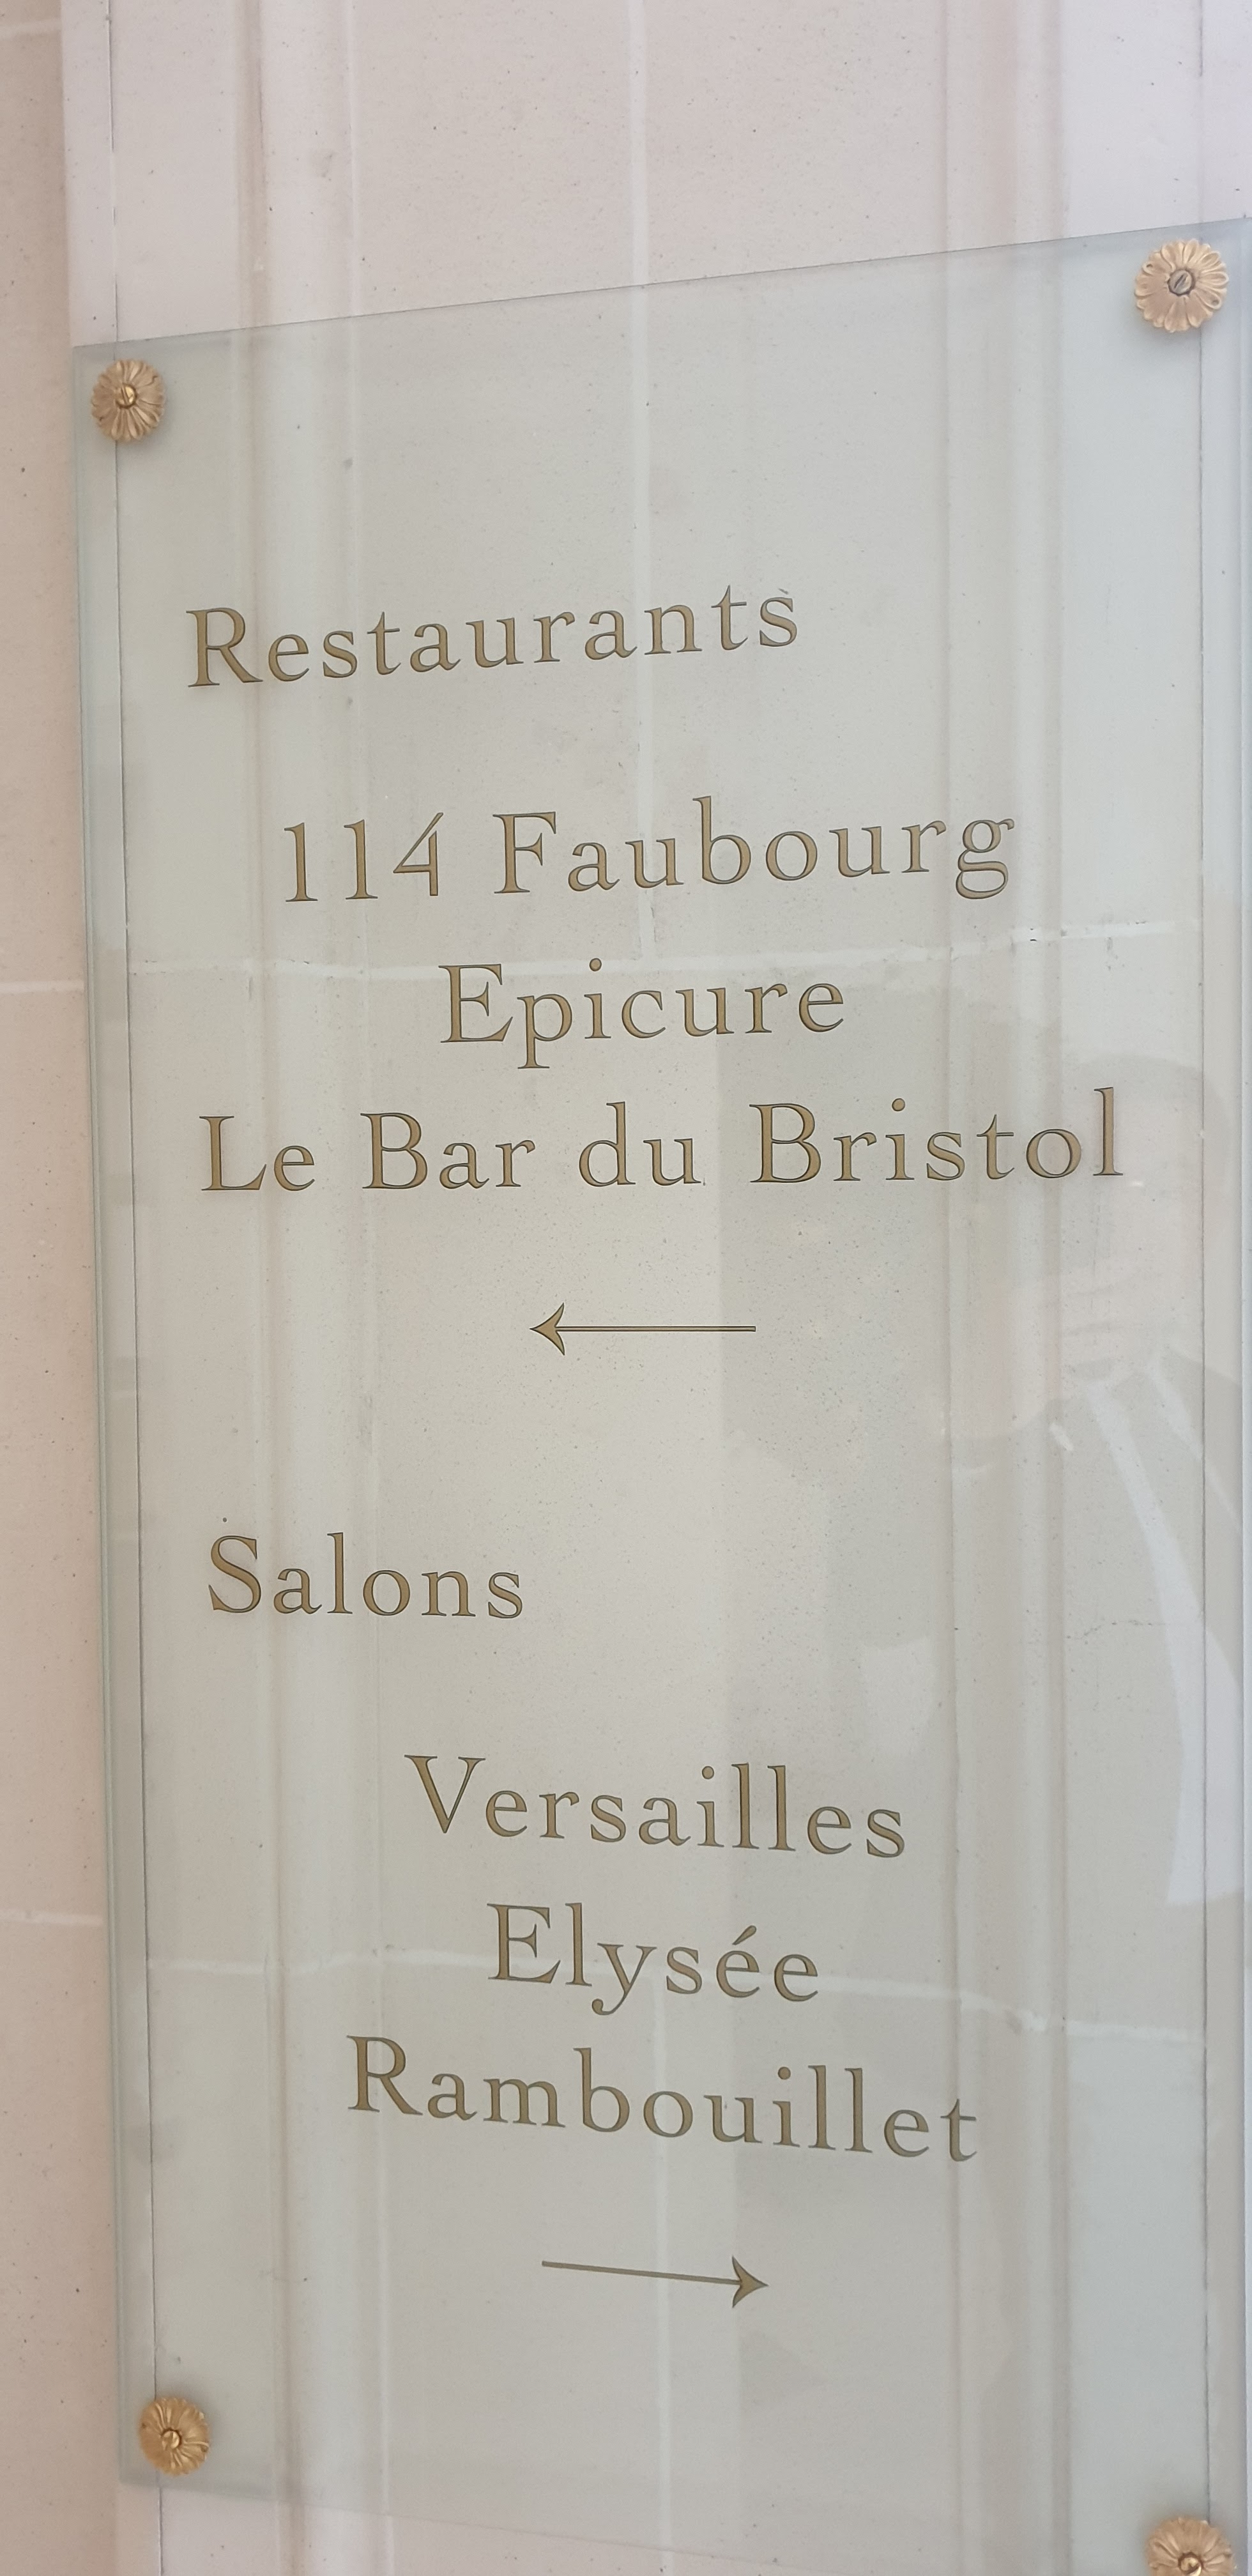 Restaurants
114 Faubourg
Epicure
Le Bar du Bristol
←
Salons
Versailles
Elysée
Rambouillet
→